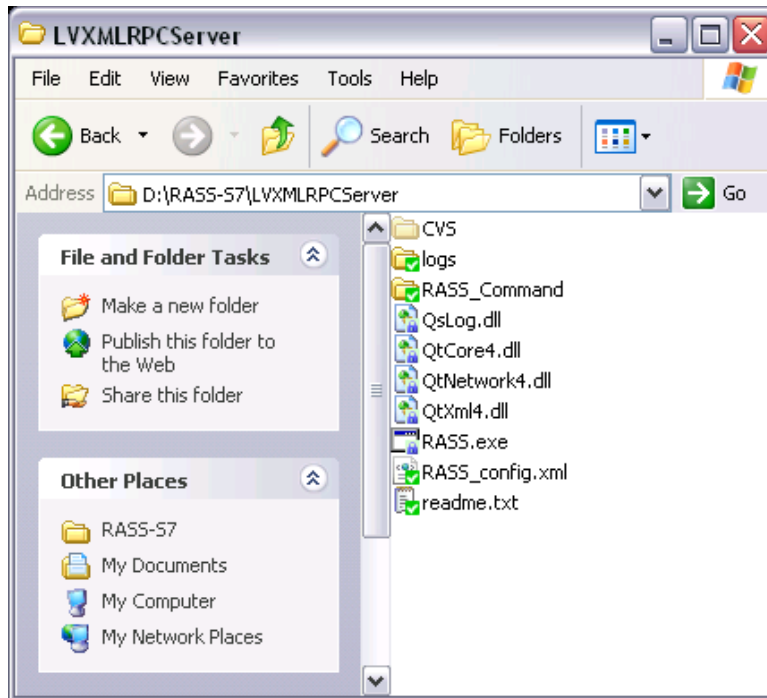 LVXMLRPCServer
File Edit View Favorites Tools Help
Back Search Folders
Address D:\RASS-S7\LVXMLRPCServer Go
File and Folder Tasks
Make a new folder
Publish this folder to
the Web
Share this folder
Other Places
RASS-S7
My Documents
My Computer
My Network Places
CVS
logs
RASS_Command
QsLog.dll
QtCore4.dll
QtNetwork4.dll
QtXml4.dll
RASS.exe
RASS_config.xml
readme.txt